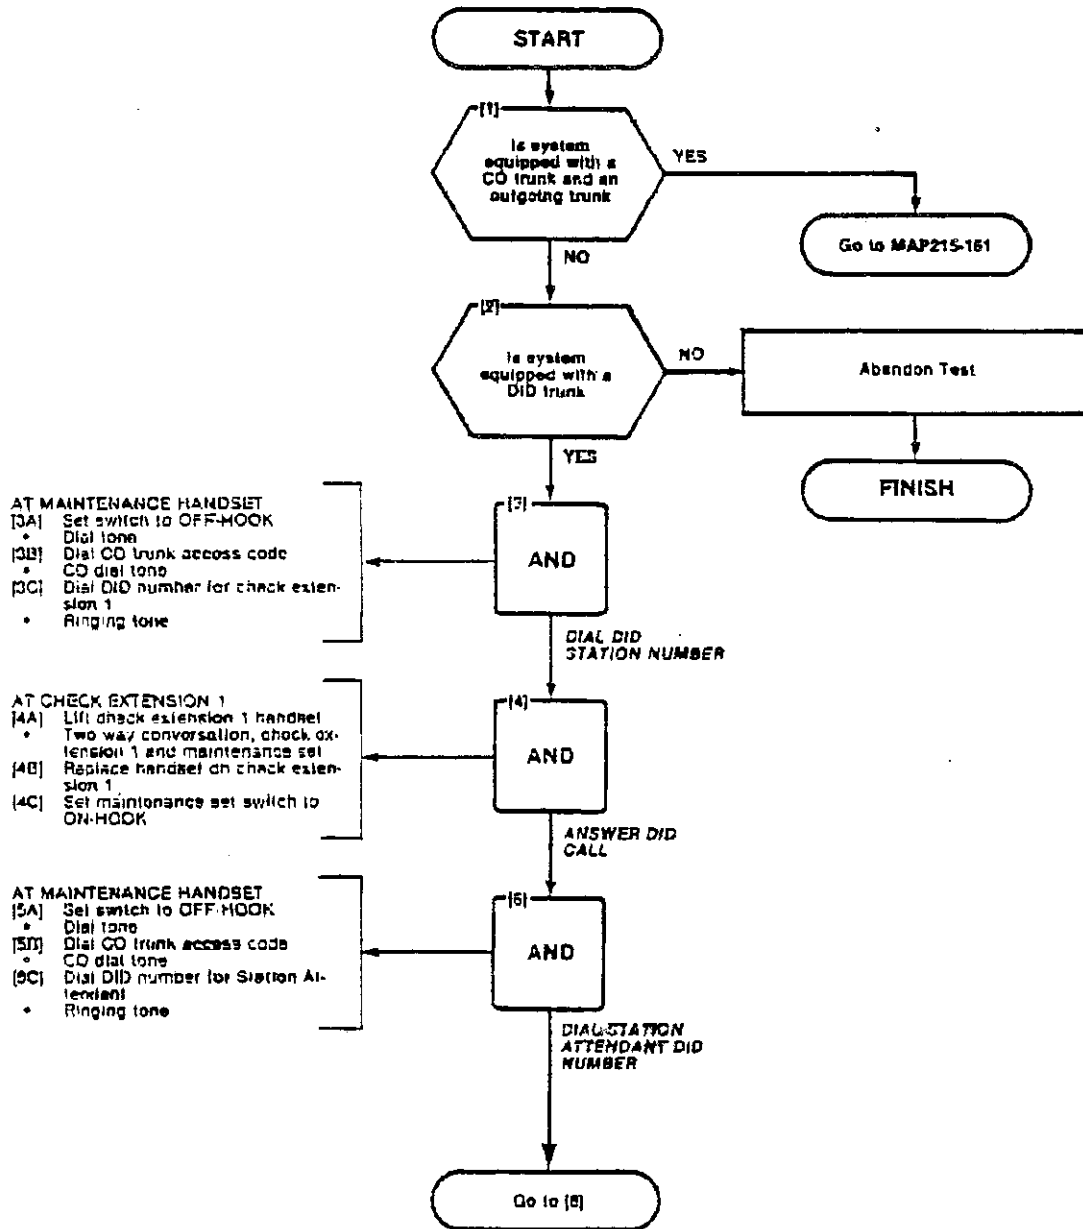 START
[1]
Is system
equipped with a
CO trunk and an
outgoing trunk
YES
Go to MAP215-161
NO
[2]
Is system
equipped with a
DID trunk
NO
Abandon Test
FINISH
YES
AT MAINTENANCE HANDSET
[3A] Set switch to OFF-HOOK
• Dial tone
[3B] Dial CO trunk access code
• CO dial tone
[3C] Dial DID number for check exten-
sion 1
• Ringing tone
[3]
AND
DIAL DID
STATION NUMBER
AT CHECK EXTENSION 1
[4A] Lift check extension 1 handset
• Two way conversation, check ex-
tension 1 and maintenance set
[4B] Replace handset on check exten-
sion 1
[4C] Set maintenance set switch to
ON-HOOK
[4]
AND
ANSWER DID
CALL
AT MAINTENANCE HANDSET
[5A] Set switch to OFF-HOOK
• Dial tone
[5B] Dial CO trunk access code
• CO dial tone
[5C] Dial DID number for Station At-
tendant
• Ringing tone
AND
DIAL STATION
ATTENDANT DID
NUMBER
Go to